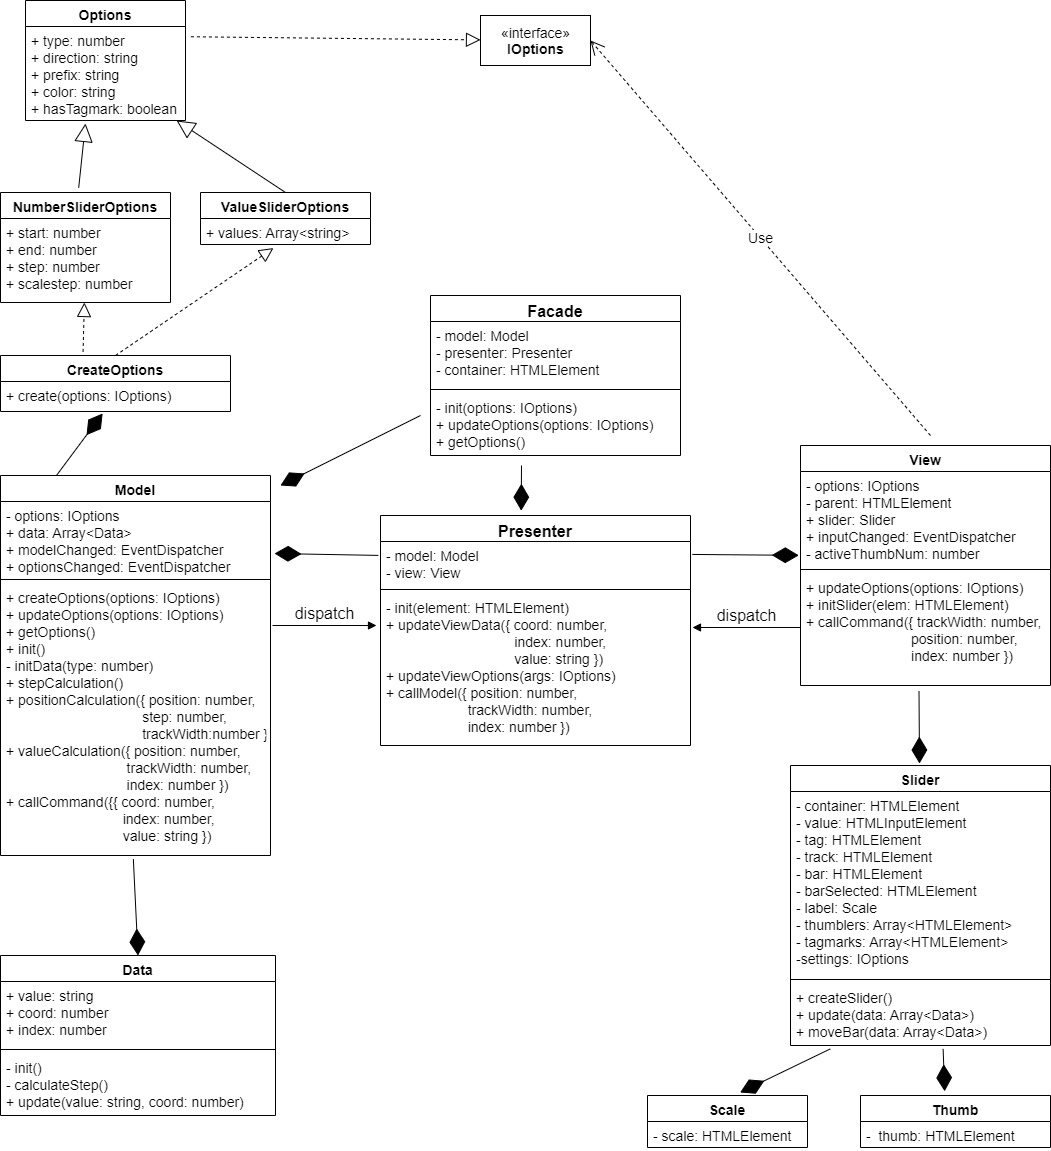 Options
+ type: number
+ direction: string
+ prefix: string
+ color: string
+ hasTagmark: boolean
«interface»
IOptions
Use
NumberSliderOptions
+ start: number
+ end: number
+ step: number
+ scalestep: number
ValueSliderOptions
+ values: Array<string>
CreateOptions
+ create(options: IOptions)
Facade
- model: Model
- presenter: Presenter
- container: HTMLElement
- init(options: IOptions)
+ updateOptions(options: IOptions)
+ getOptions()
Model
- options: IOptions
+ data: Array<Data>
+ modelChanged: EventDispatcher
+ optionsChanged: EventDispatcher
+ createOptions(options: IOptions)
+ updateOptions(options: IOptions)
+ getOptions()
+ init()
- initData(type: number)
+ stepCalculation()
+ positionCalculation({ position: number,
step: number,
trackWidth:number }
+ valueCalculation({ position: number,
trackWidth: number,
index: number })
+ callCommand({{ coord: number,
index: number,
value: string })
dispatch
Presenter
- model: Model
- view: View
- init(element: HTMLElement)
+ updateViewData({ coord: number,
index: number,
value: string })
+ updateViewOptions(args: IOptions)
+ callModel({ position: number,
trackWidth: number,
index: number })
dispatch
View
- options: IOptions
- parent: HTMLElement
+ slider: Slider
+ inputChanged: EventDispatcher
- activeThumbNum: number
+ updateOptions(options: IOptions)
+ initSlider(elem: HTMLElement)
+ callCommand({ trackWidth: number,
position: number,
index: number })
Slider
- container: HTMLElement
- value: HTMLInputElement
- tag: HTMLElement
- track: HTMLElement
- bar: HTMLElement
- barSelected: HTMLElement
- label: Scale
- thumblers: Array<HTMLElement>
- tagmarks: Array<HTMLElement>
-settings: IOptions
+ createSlider()
+ update(data: Array<Data>)
+ moveBar(data: Array<Data>)
Data
+ value: string
+ coord: number
+ index: number
- init()
- calculateStep()
+ update(value: string, coord: number)
Scale
- scale: HTMLElement
Thumb
- thumb: HTMLElement